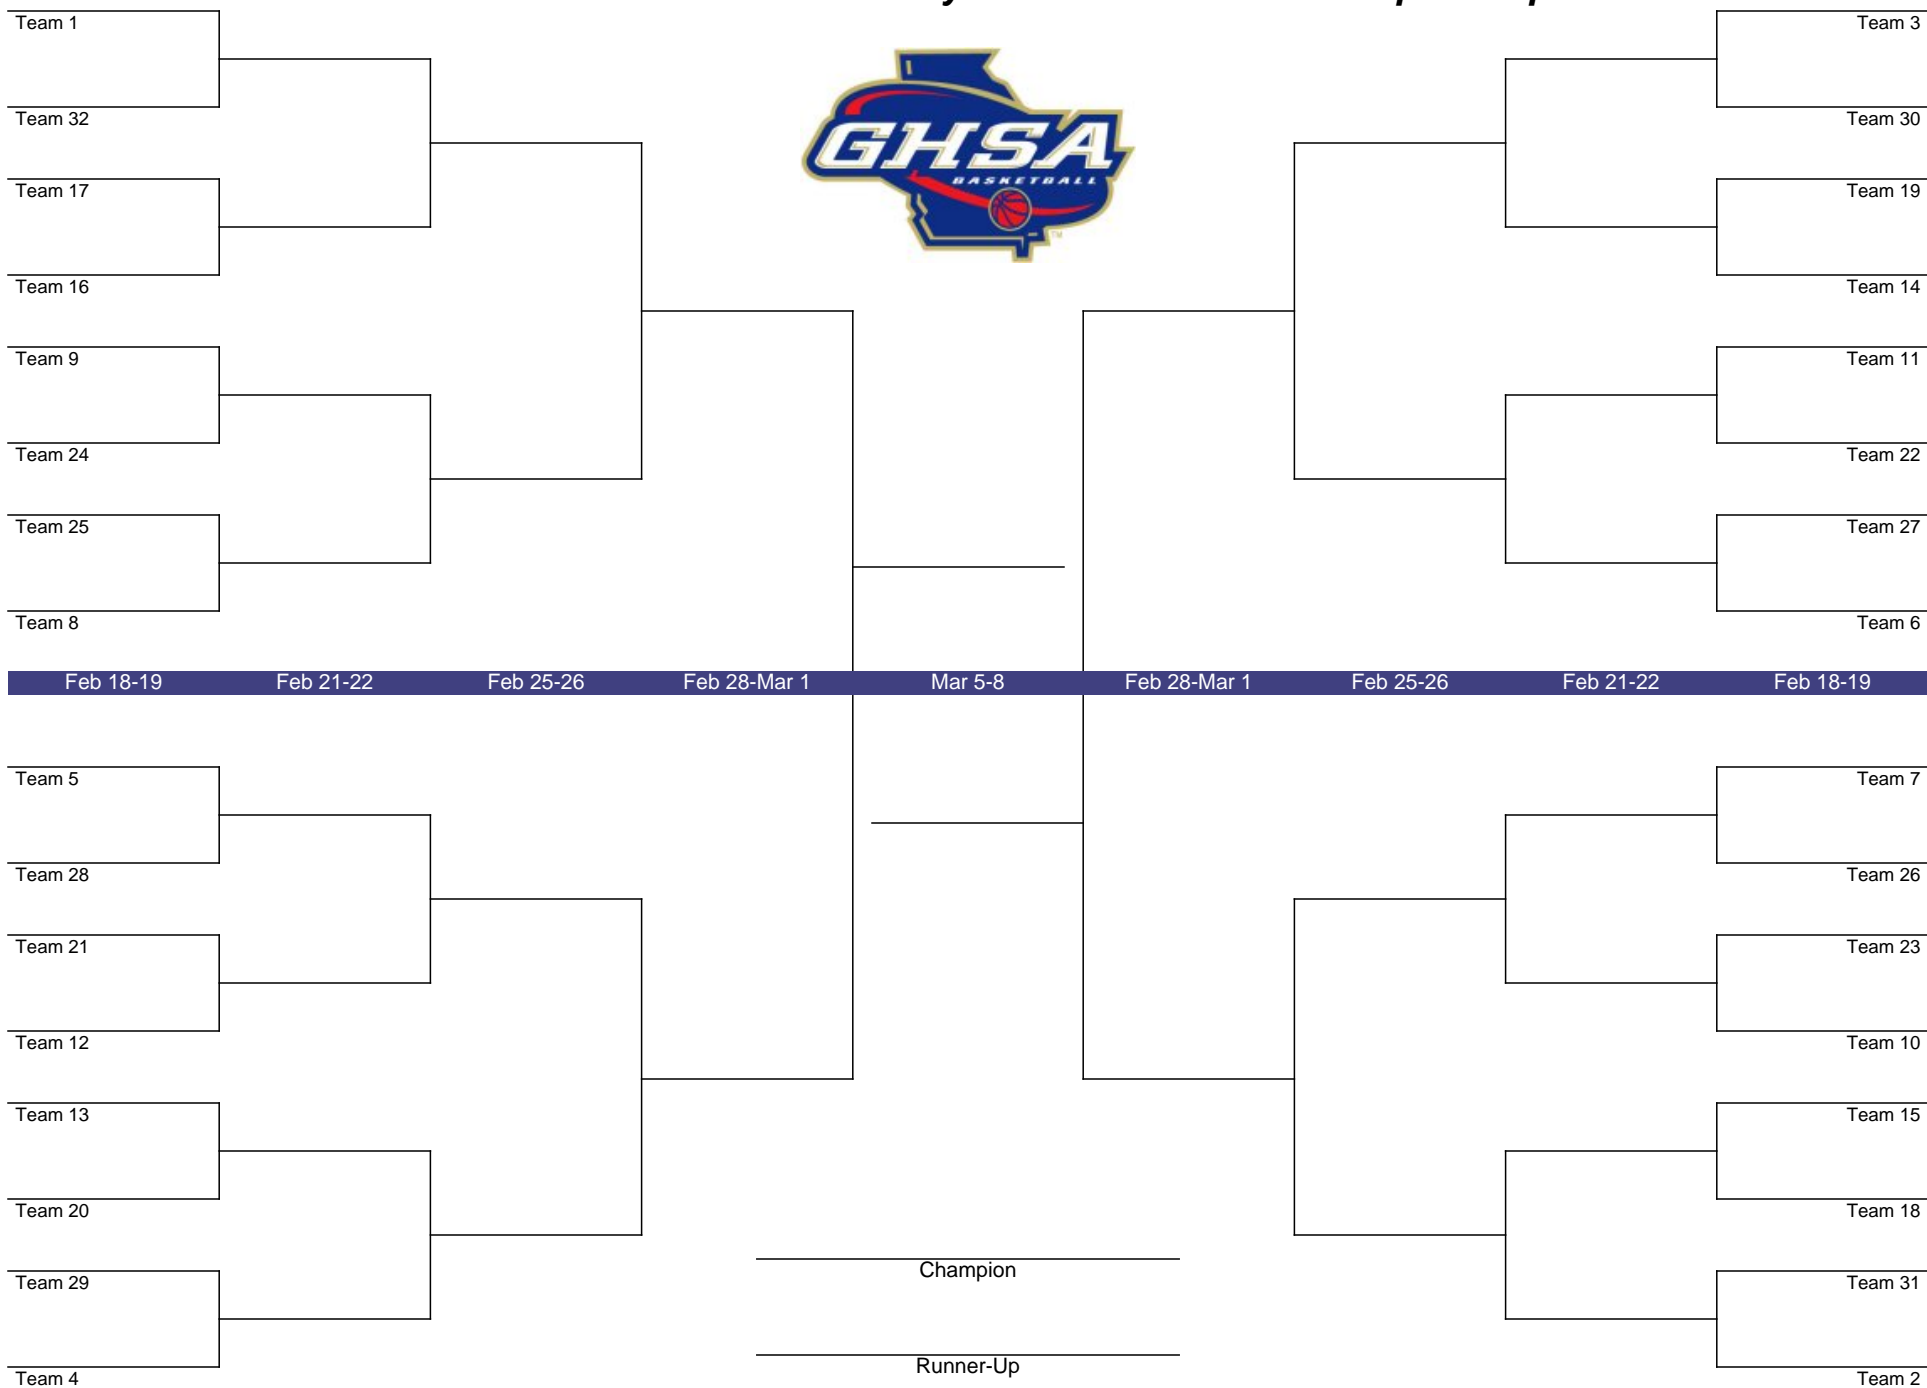 Team 1
Team 3
Team 32
Team 30
GHSA
BASKETBALL
TM
Team 17
Team 19
Team 16
Team 14
Team 9
Team 11
Team 24
Team 22
Team 25
Team 27
Team 8
Team 6
Feb 18-19 Feb 21-22 Feb 25-26 Feb 28-Mar 1 Mar 5-8 Feb 28-Mar 1 Feb 25-26 Feb 21-22 Feb 18-19
Team 5
Team 7
Team 28
Team 26
Team 21
Team 23
Team 12
Team 10
Team 13
Team 15
Team 20
Team 18
Champion
Team 29
Team 31
Runner-Up
Team 4
Team 2